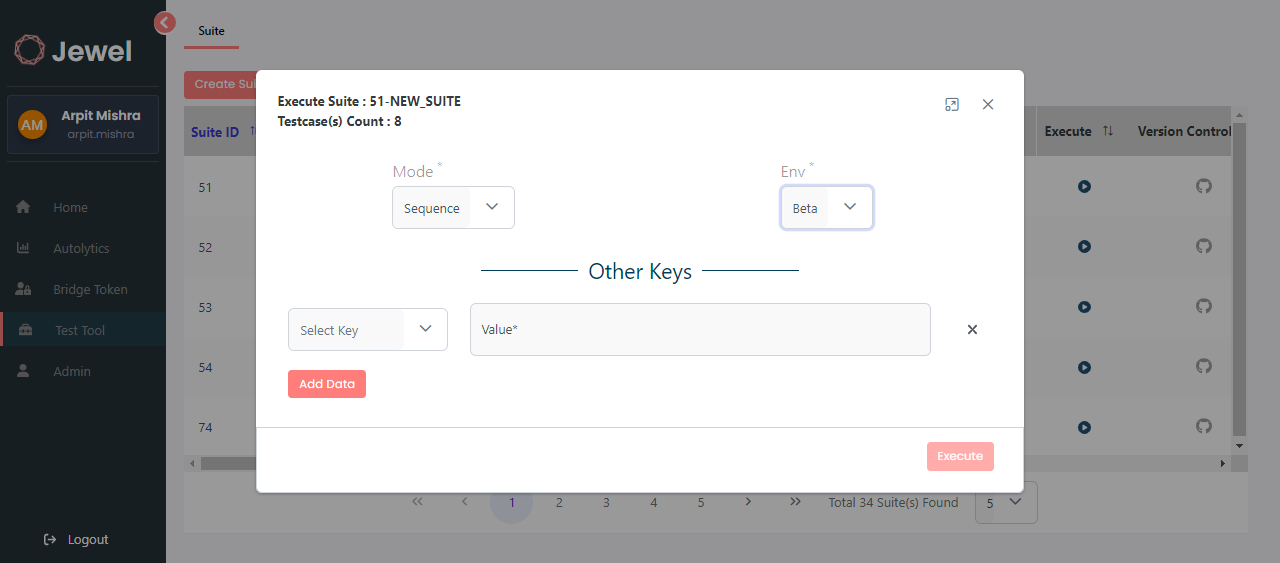 Jewel
AM
Arpit Mishra
arpit.mishra
Home
Autolytics
Bridge Token
Test Tool
Admin
Logout
Suite
Create Sui
Suite ID
Execute
Version Control
51
52
53
54
74
Execute Suite : 51-NEW_SUITE
Testcase(s) Count : 8
Mode *
Env *
Sequence
Beta
Other Keys
Select Key
Value*
Add Data
Execute
1 2 3 4 5
Total 34 Suite(s) Found
5